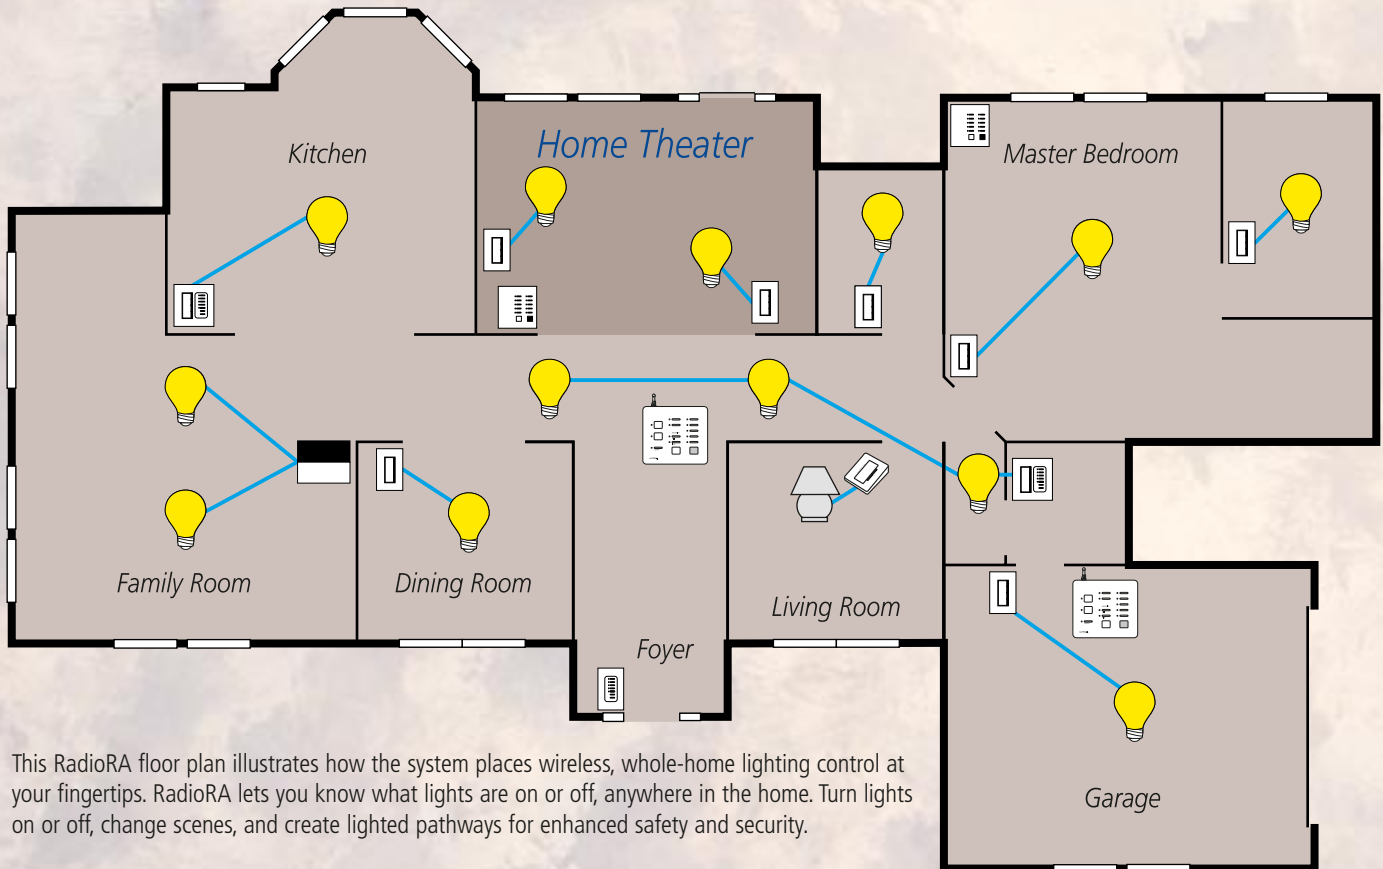 Kitchen
Home Theater
Master Bedroom
Family Room
Dining Room
Living Room
Foyer
Garage
This RadioRA floor plan illustrates how the system places wireless, whole-home lighting control at
your fingertips. RadioRA lets you know what lights are on or off, anywhere in the home. Turn lights
on or off, change scenes, and create lighted pathways for enhanced safety and security.